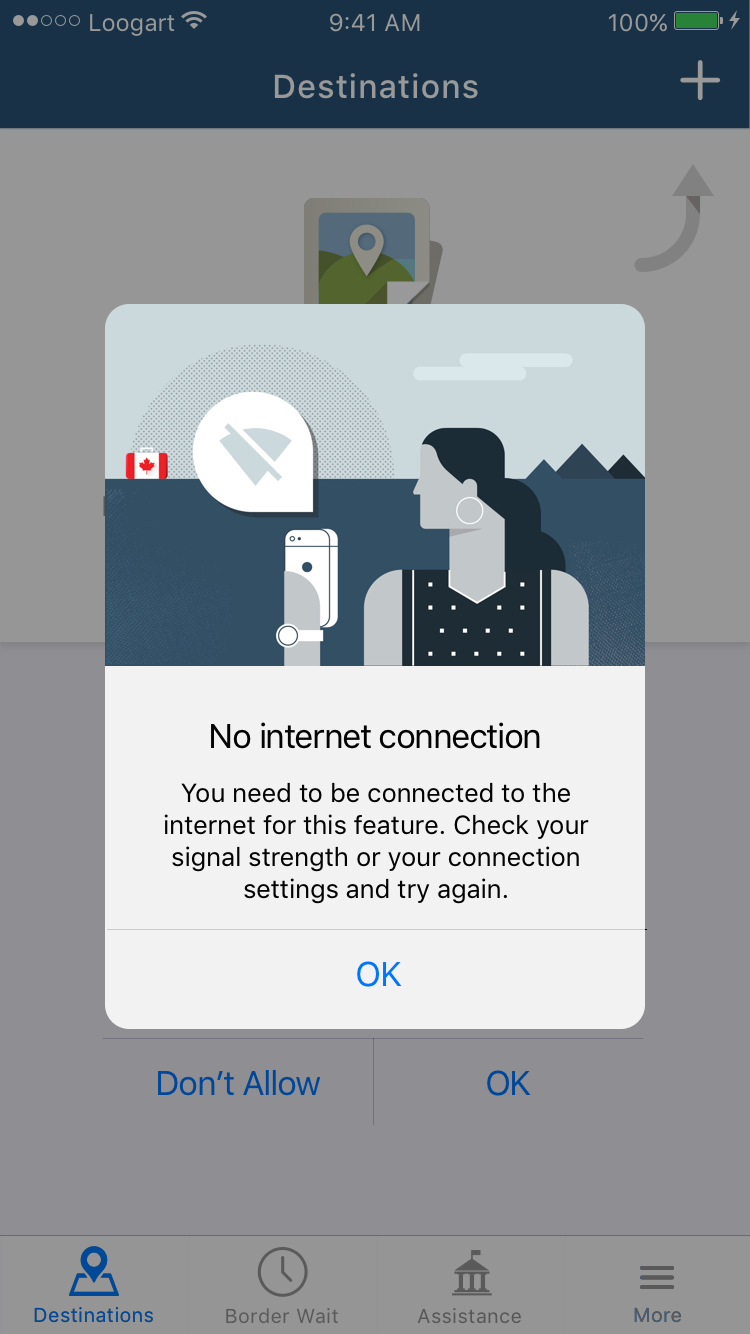 Loogart 9:41 AM 100%
Destinations
No internet connection
You need to be connected to the
internet for this feature. Check your
signal strength or your connection
settings and try again.
OK
Don’t Allow OK
Destinations Border Wait Assistance More